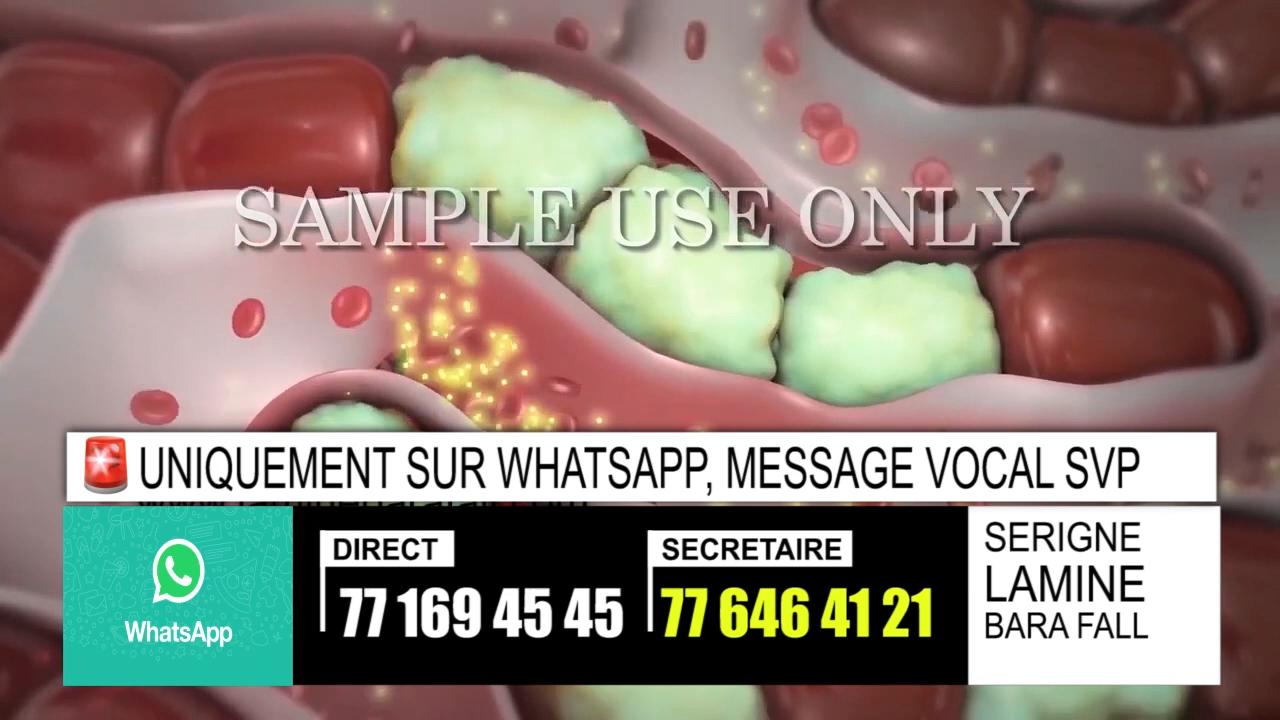 SAMPLE USE ONLY
UNIQUEMENT SUR WHATSAPP, MESSAGE VOCAL SVP
WhatsApp
DIRECT
77 169 45 45
SECRETAIRE
77 646 41 21
SERIGNE
LAMINE
BARA FALL